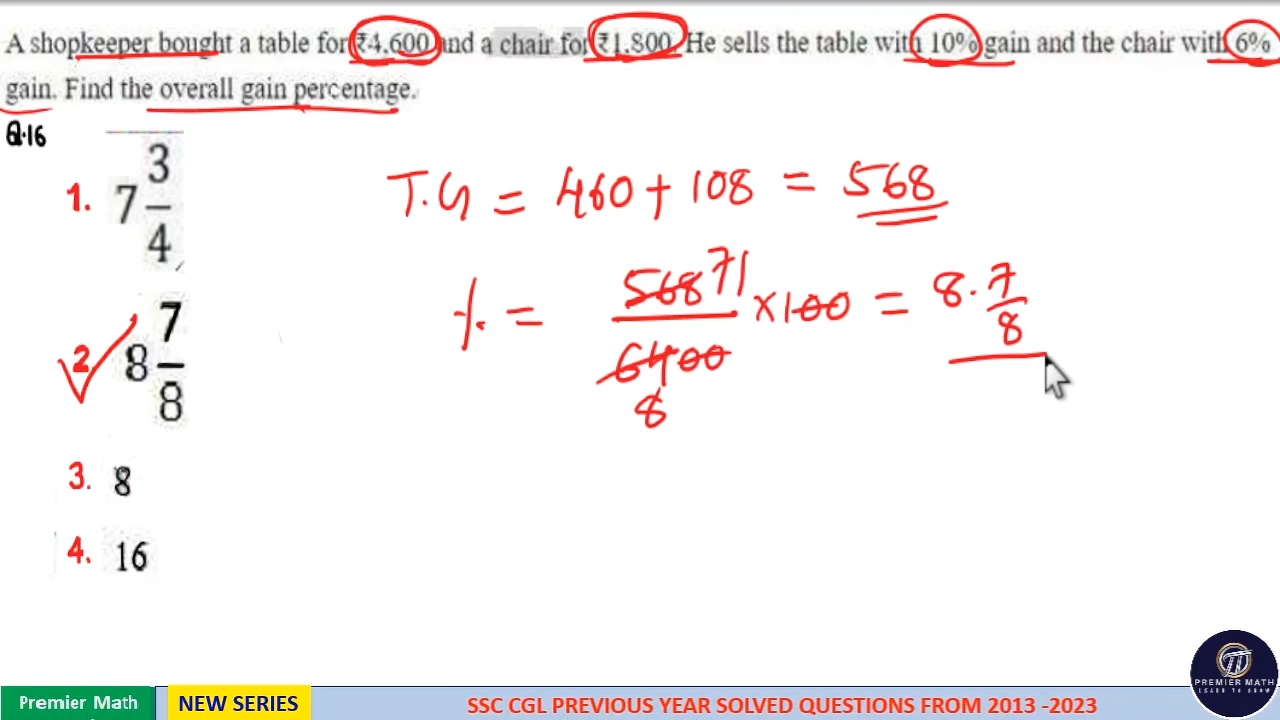 A shopkeeper bought a table for ₹4,600 and a chair for ₹1,800. He sells the table with 10% gain and the chair with 6%
gain. Find the overall gain percentage.
Q.16
1. 7 3/4
2. 8 7/8
3. 8
4. 16
T.G = 460 + 108 = 568
% = 568 71 / 6400 8 × 100 = 8. 7/8
PREMIER MATH
LEARN TO GROW
Premier Math
NEW SERIES
SSC CGL PREVIOUS YEAR SOLVED QUESTIONS FROM 2013 -2023